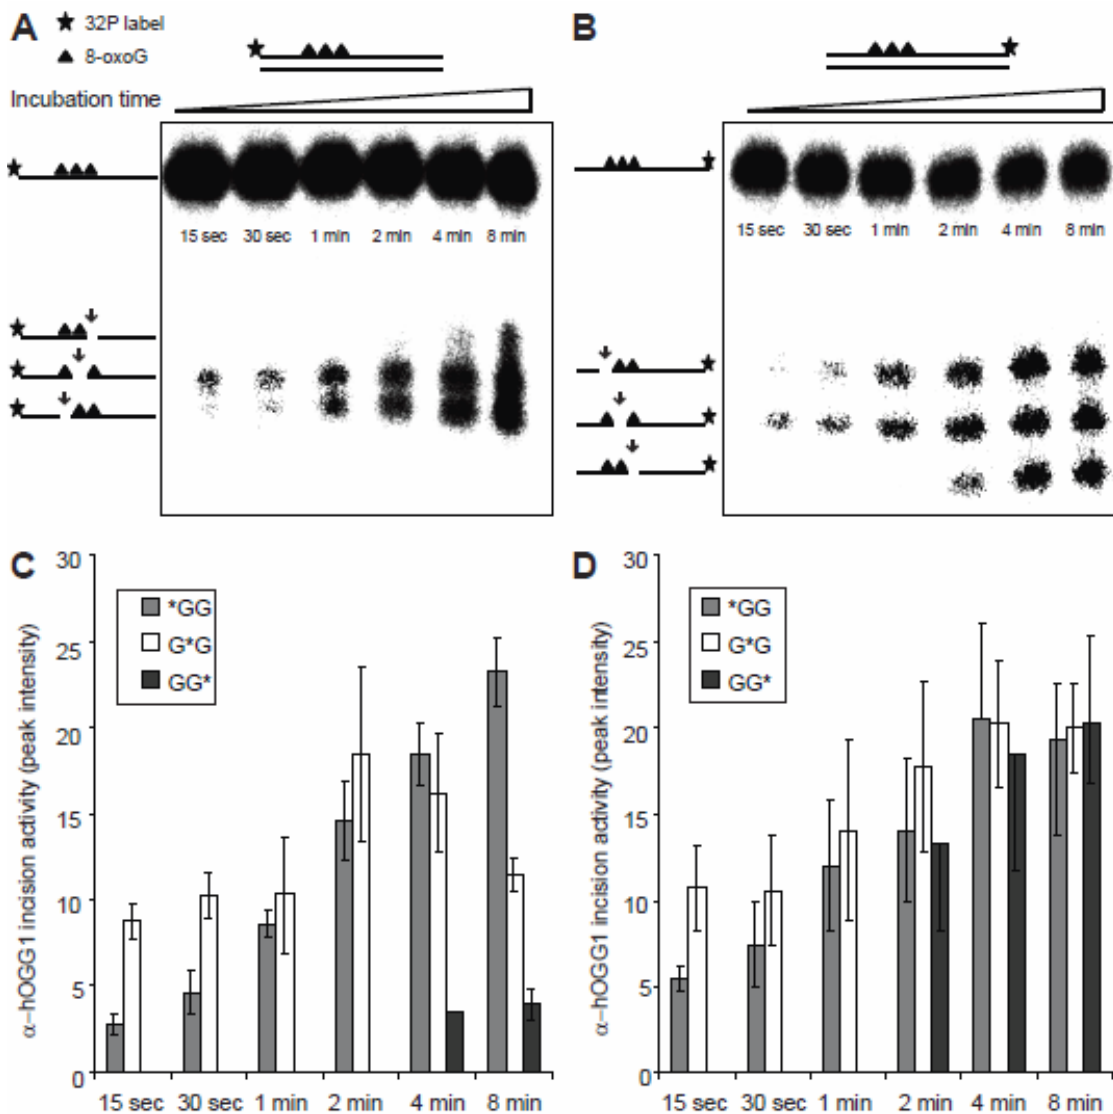 A
32P label
8-oxoG
Incubation time
15 sec 30 sec 1 min 2 min 4 min 8 min
B
15 sec 30 sec 1 min 2 min 4 min 8 min
C
α-hOGG1 incision activity (peak intensity)
30
25
20
15
10
5
0
*GG
G*G
GG*
15 sec 30 sec 1 min 2 min 4 min 8 min
D
α-hOGG1 incision activity (peak intensity)
30
25
20
15
10
5
0
*GG
G*G
GG*
15 sec 30 sec 1 min 2 min 4 min 8 min